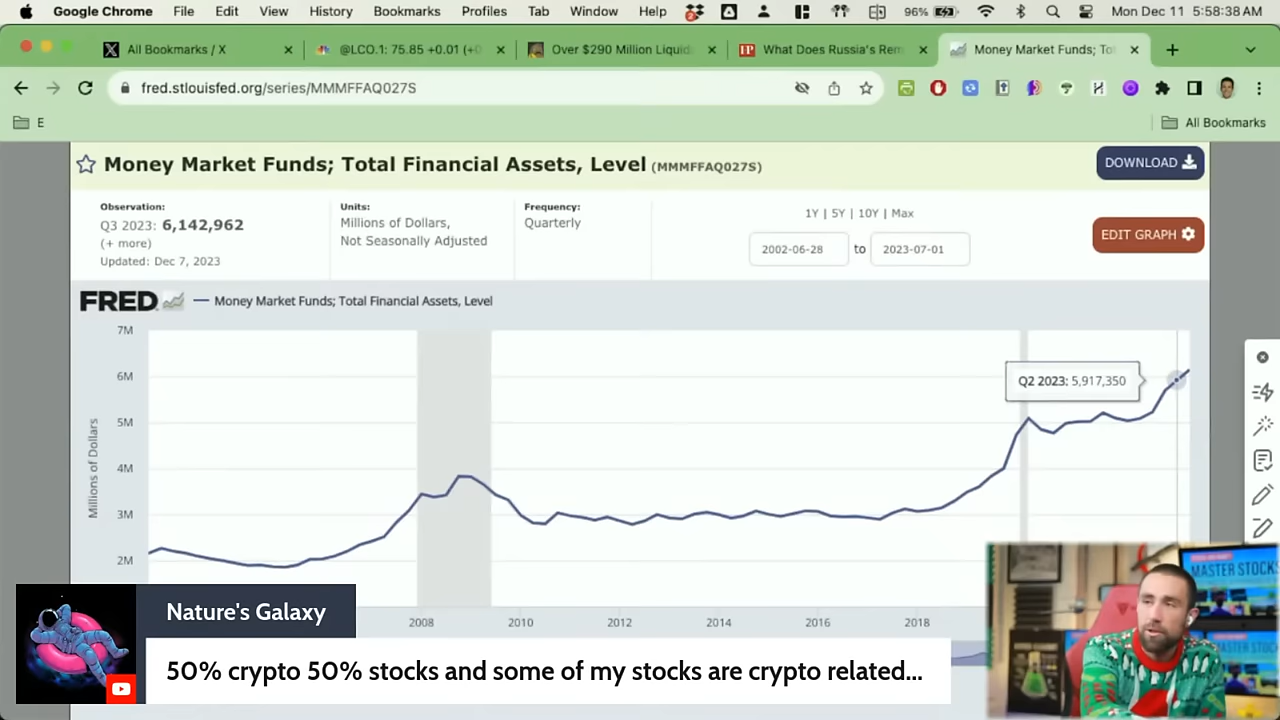 Google Chrome File Edit View History Bookmarks Profiles Tab Window Help 96% Mon Dec 11 5:58:38 AM
All Bookmarks / X
@LCO.1: 75.85 +0.01 (+0
Over $290 Million Liquid
What Does Russia's Rem
Money Market Funds; To
fred.stlouisfed.org/series/MMMFFAQ027S
E
All Bookmarks
Money Market Funds; Total Financial Assets, Level (MMMFFAQ027S)
DOWNLOAD
Observation:
Q3 2023: 6,142,962
(+ more)
Updated: Dec 7, 2023
Units:
Millions of Dollars,
Not Seasonally Adjusted
Frequency:
Quarterly
1Y | 5Y | 10Y | Max
2002-06-28 to 2023-07-01
EDIT GRAPH
FRED
Money Market Funds; Total Financial Assets, Level
7M
6M
5M
4M
3M
2M
Millions of Dollars
Q2 2023: 5,917,350
2008 2010 2012 2014 2016 2018
MASTER STOCKS
MASTER STOCKS
Nature's Galaxy
50% crypto 50% stocks and some of my stocks are crypto related...